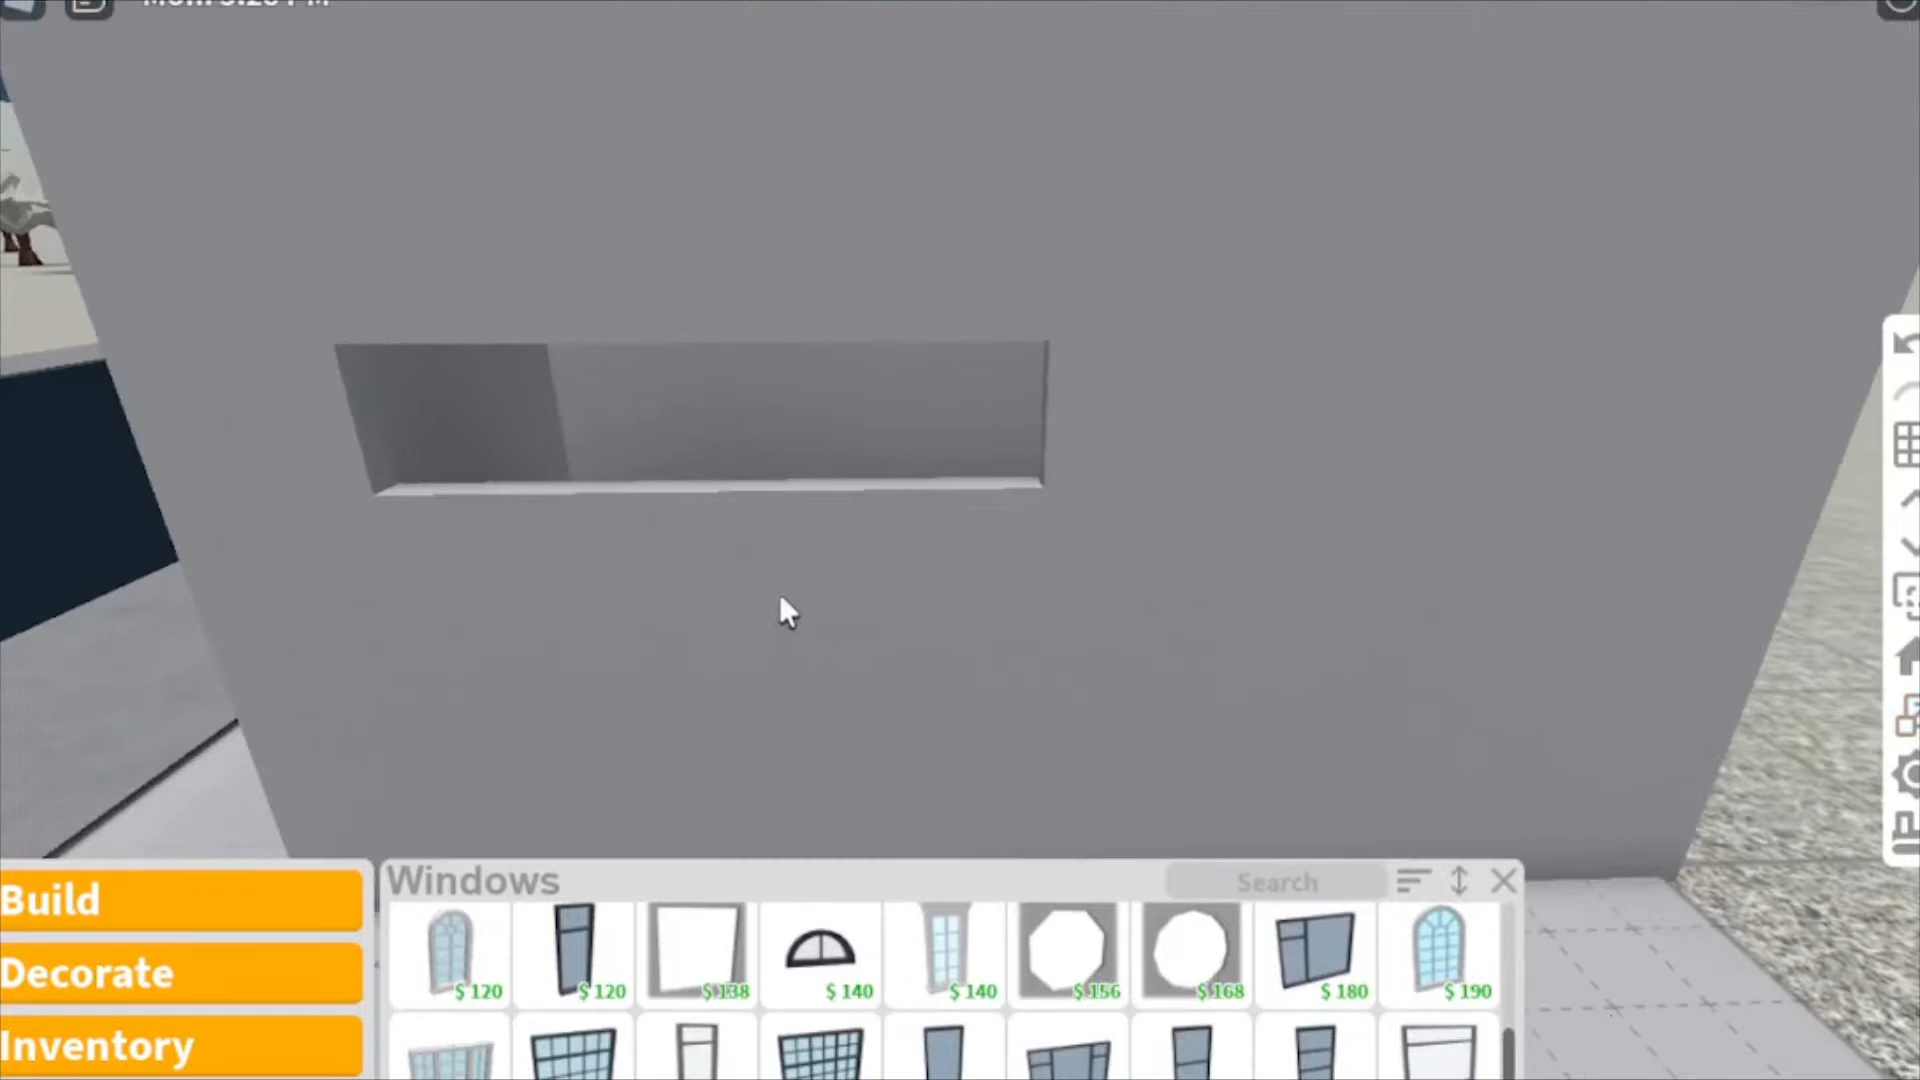 Windows
Search
Build
Decorate
Inventory
$ 120
$ 120
$ 138
$ 140
$ 140
$ 156
$ 168
$ 180
$ 190